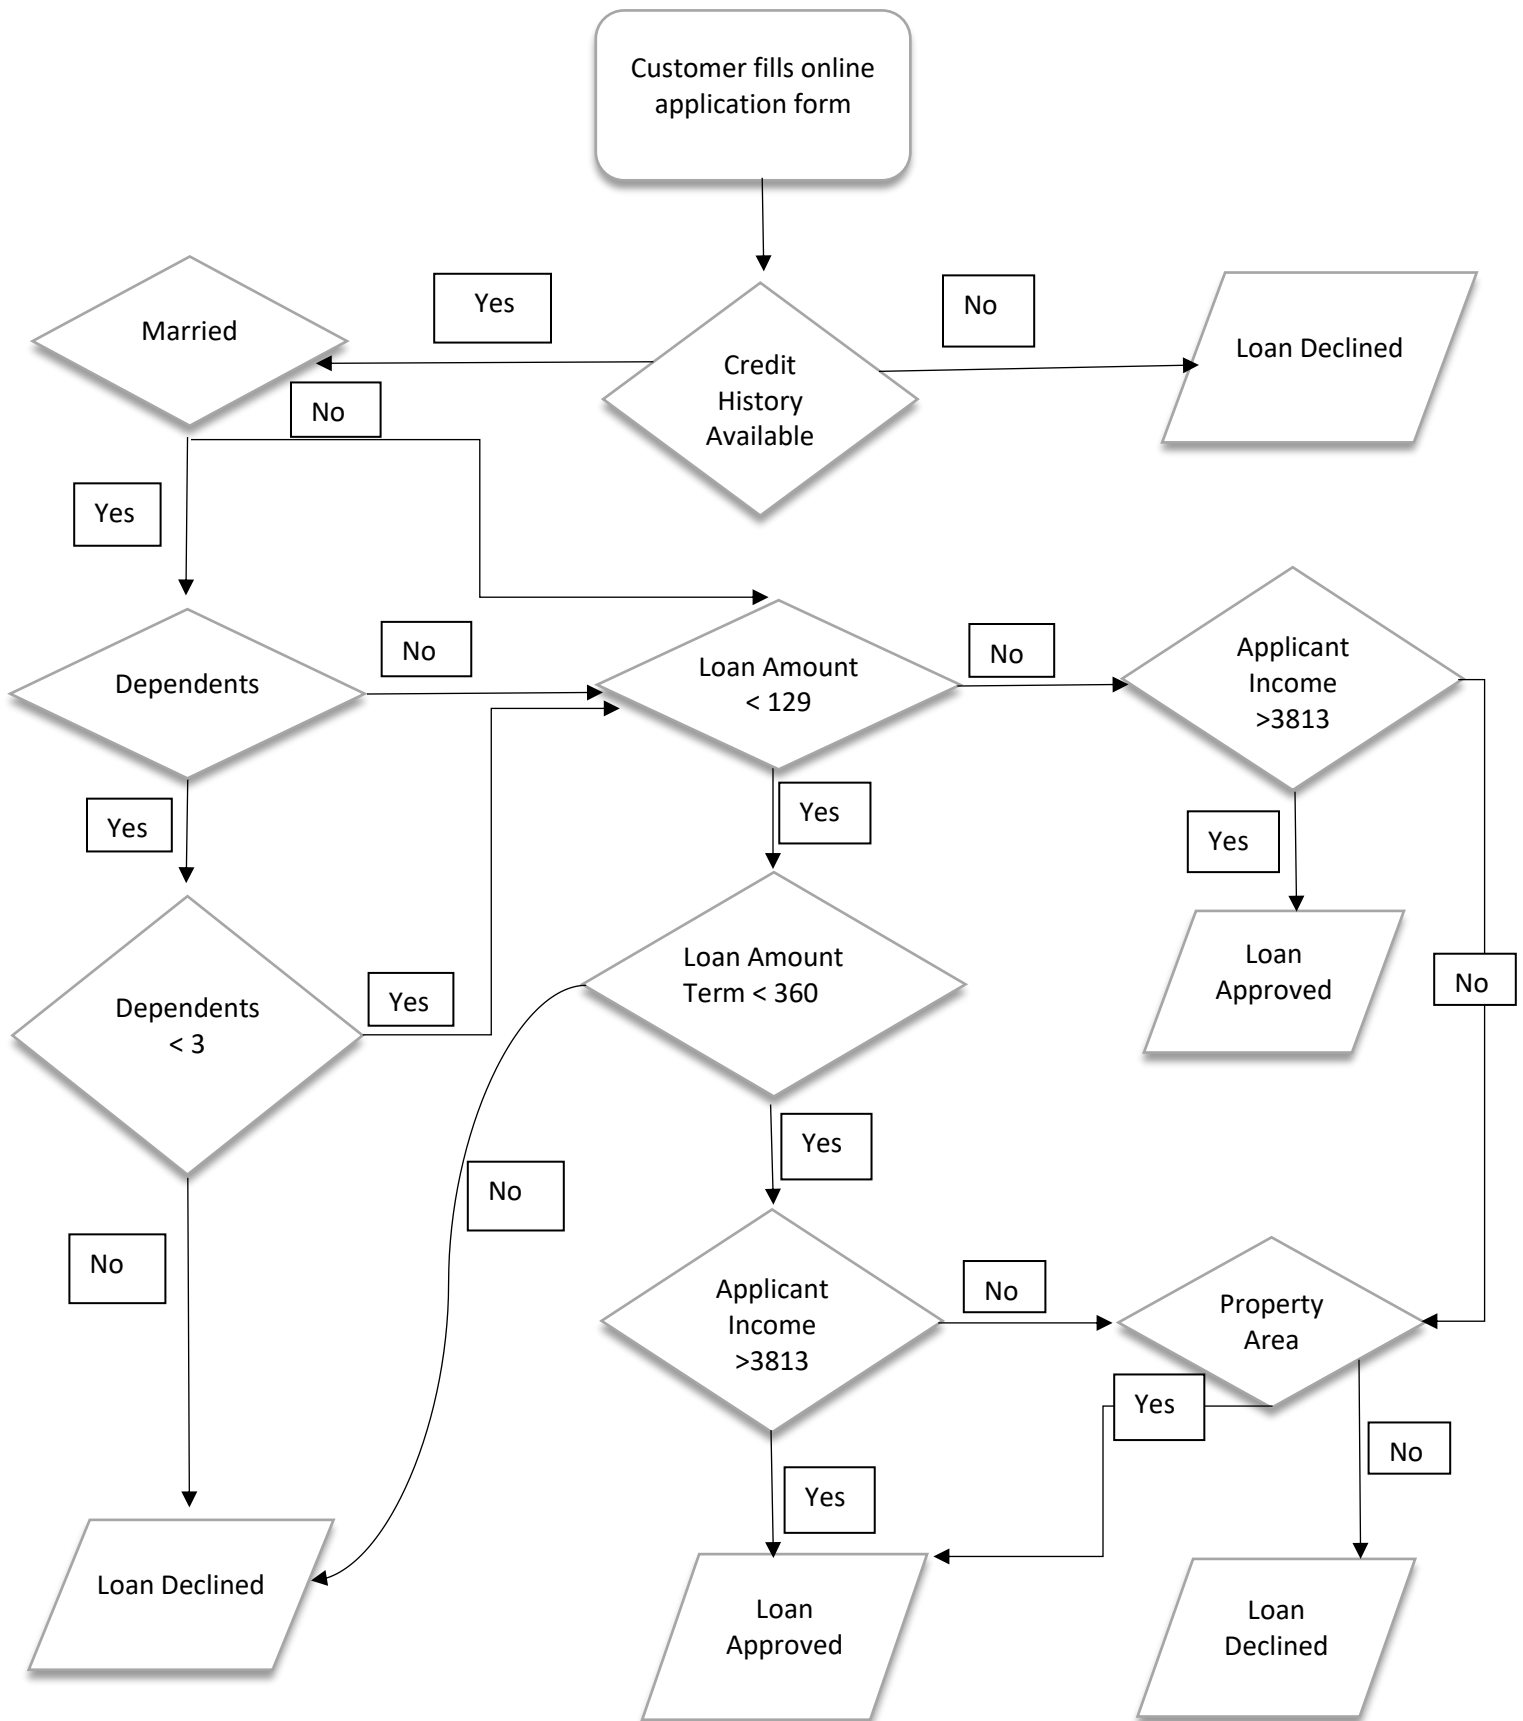 Customer fills online
application form
Yes
No
Married
Loan Declined
Credit
History
Available
No
Yes
Dependents
No
Loan Amount
< 129
No
Applicant
Income
>3813
Yes
Yes
Yes
Loan Amount
Term < 360
Loan
Approved
No
Dependents
< 3
Yes
Yes
No
No
Applicant
Income
>3813
No
Property
Area
Yes
No
Yes
Loan Declined
Loan
Approved
Loan
Declined